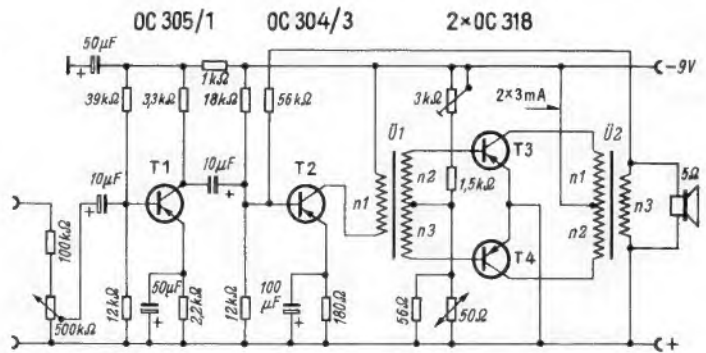 OC 305/1
OC 304/3
2×OC 318
50µF
+
1kΩ
−9V
39kΩ
3,3kΩ
18kΩ
56kΩ
3kΩ
2×3mA
Ü1
Ü2
T1
T2
T3
5Ω
10µF
+
10µF
+
n1
n2
1,5kΩ
n1
n3
n3
n2
T4
100kΩ
500kΩ
12kΩ
50µF
+
2,2kΩ
12kΩ
100
µF
+
180Ω
56Ω
50Ω
+